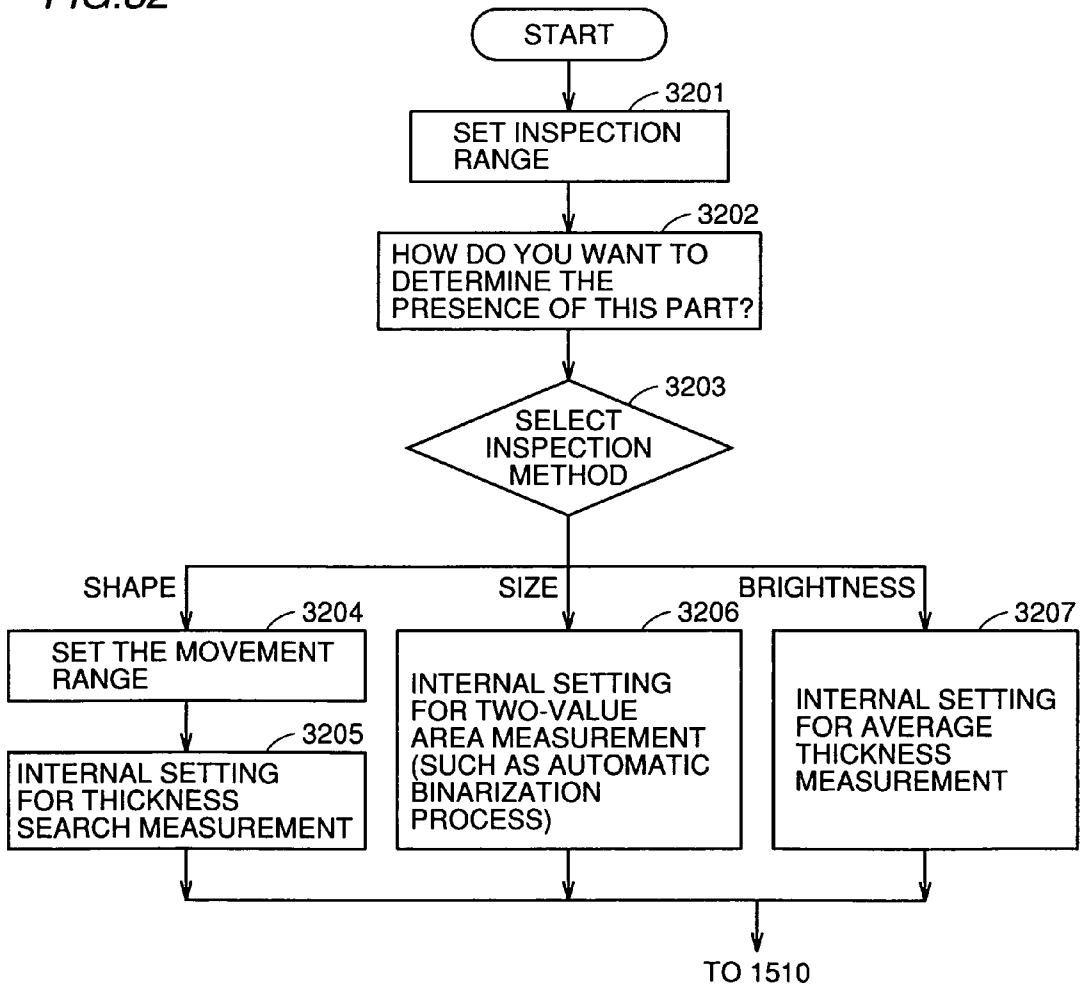 FIG.32
START
3201
SET INSPECTION
RANGE
3202
HOW DO YOU WANT TO
DETERMINE THE
PRESENCE OF THIS PART?
3203
SELECT
INSPECTION
METHOD
SHAPE
SIZE
BRIGHTNESS
3204
SET THE MOVEMENT
RANGE
3205
INTERNAL SETTING
FOR THICKNESS
SEARCH MEASUREMENT
3206
INTERNAL SETTING
FOR TWO-VALUE
AREA MEASUREMENT
(SUCH AS AUTOMATIC
BINARIZATION
PROCESS)
3207
INTERNAL SETTING
FOR AVERAGE
THICKNESS
MEASUREMENT
TO 1510